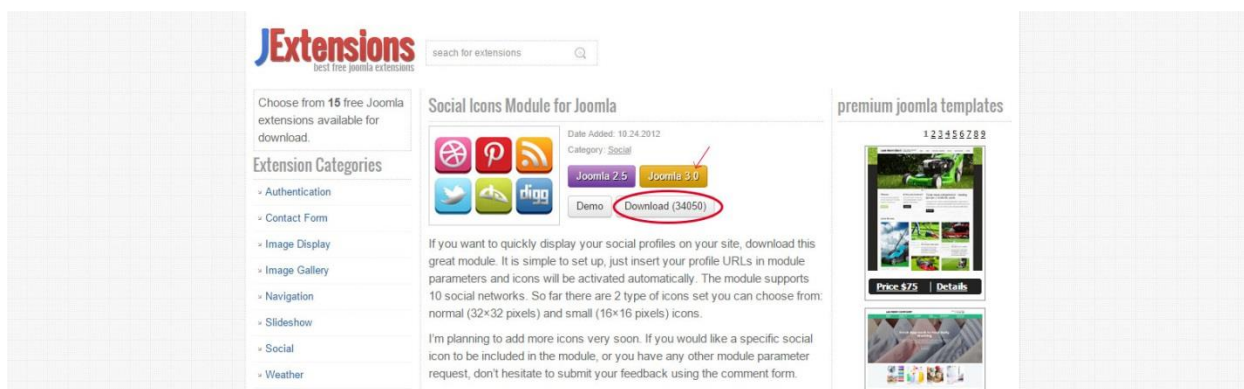 JExtensions
best free joomla extensions
seach for extensions
Choose from 15 free Joomla
extensions available for
download.
Extension Categories
» Authentication
» Contact Form
» Image Display
» Image Gallery
» Navigation
» Slideshow
» Social
» Weather
Social Icons Module for Joomla
digg
Date Added: 10.24.2012
Category: Social
Joomla 2.5
Joomla 3.0
Demo
Download (34050)
If you want to quickly display your social profiles on your site, download this
great module. It is simple to set up, just insert your profile URLs in module
parameters and icons will be activated automatically. The module supports
10 social networks. So far there are 2 type of icons set you can choose from:
normal (32×32 pixels) and small (16×16 pixels) icons.
I'm planning to add more icons very soon. If you would like a specific social
icon to be included in the module, or you have any other module parameter
request, don't hesitate to submit your feedback using the comment form.
premium joomla templates
1 2 3 4 5 6 7 8 9
Price $75 | Details